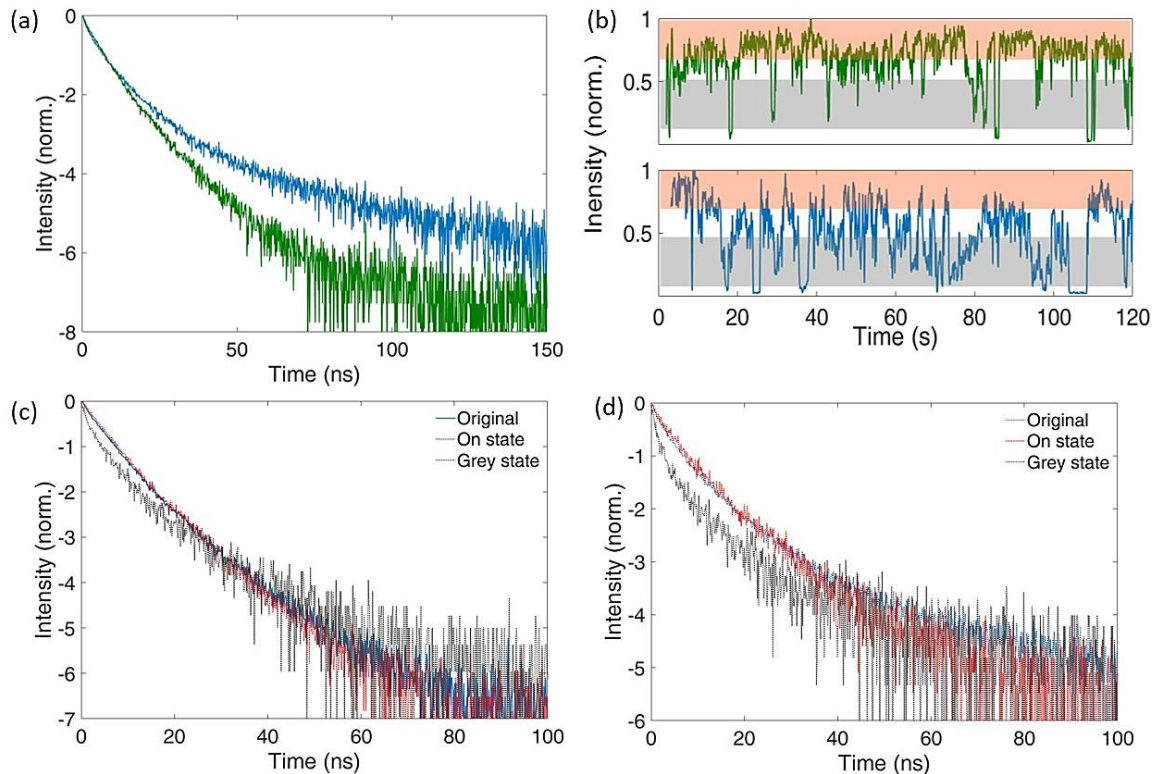 (a)
0
-2
-4
-6
-8
Intensity (norm.)
0 50 100 150
Time (ns)
(b)
1
0.5
1
0.5
Inensity (norm.)
0 20 40 60 80 100 120
Time (s)
(c)
0
-1
-2
-3
-4
-5
-6
-7
Intensity (norm.)
Original
On state
Grey state
0 20 40 60 80 100
Time (ns)
(d)
0
-1
-2
-3
-4
-5
-6
Intensity (norm.)
Original
On state
Grey state
0 20 40 60 80 100
Time (ns)